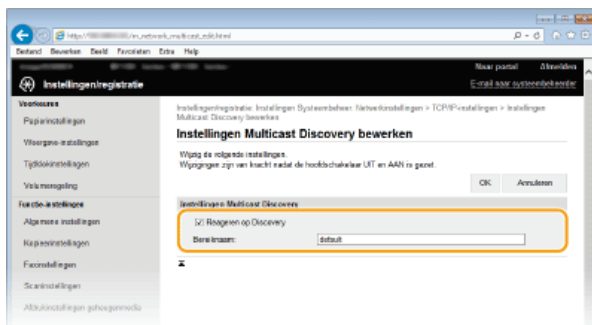 Bestand Bewerken Beeld Favorieten Extra Help
Naar portal Afmelden
Instellingen/registratie
E-mail naar systeembeheerder
Voorkeuren
Papierinstellingen
Weergave-instellingen
Tijdklokinstellingen
Volumeregeling
Functie-instellingen
Algemene instellingen
Kopieerinstellingen
Faxinstellingen
Scaninstellingen
Afdrukinstellingen geheugenmedia
Instellingen/registratie: Instellingen Systeembeheer: Netwerkinstellingen > TCP/IP-instellingen > Instellingen
Multicast Discovery bewerken
Instellingen Multicast Discovery bewerken
Wijzig de volgende instellingen.
Wijzigingen zijn van kracht nadat de hoofdschakelaar UIT en AAN is gezet.
OK Annuleren
Instellingen Multicast Discovery
Reageren op Discovery
Bereiknaam: default